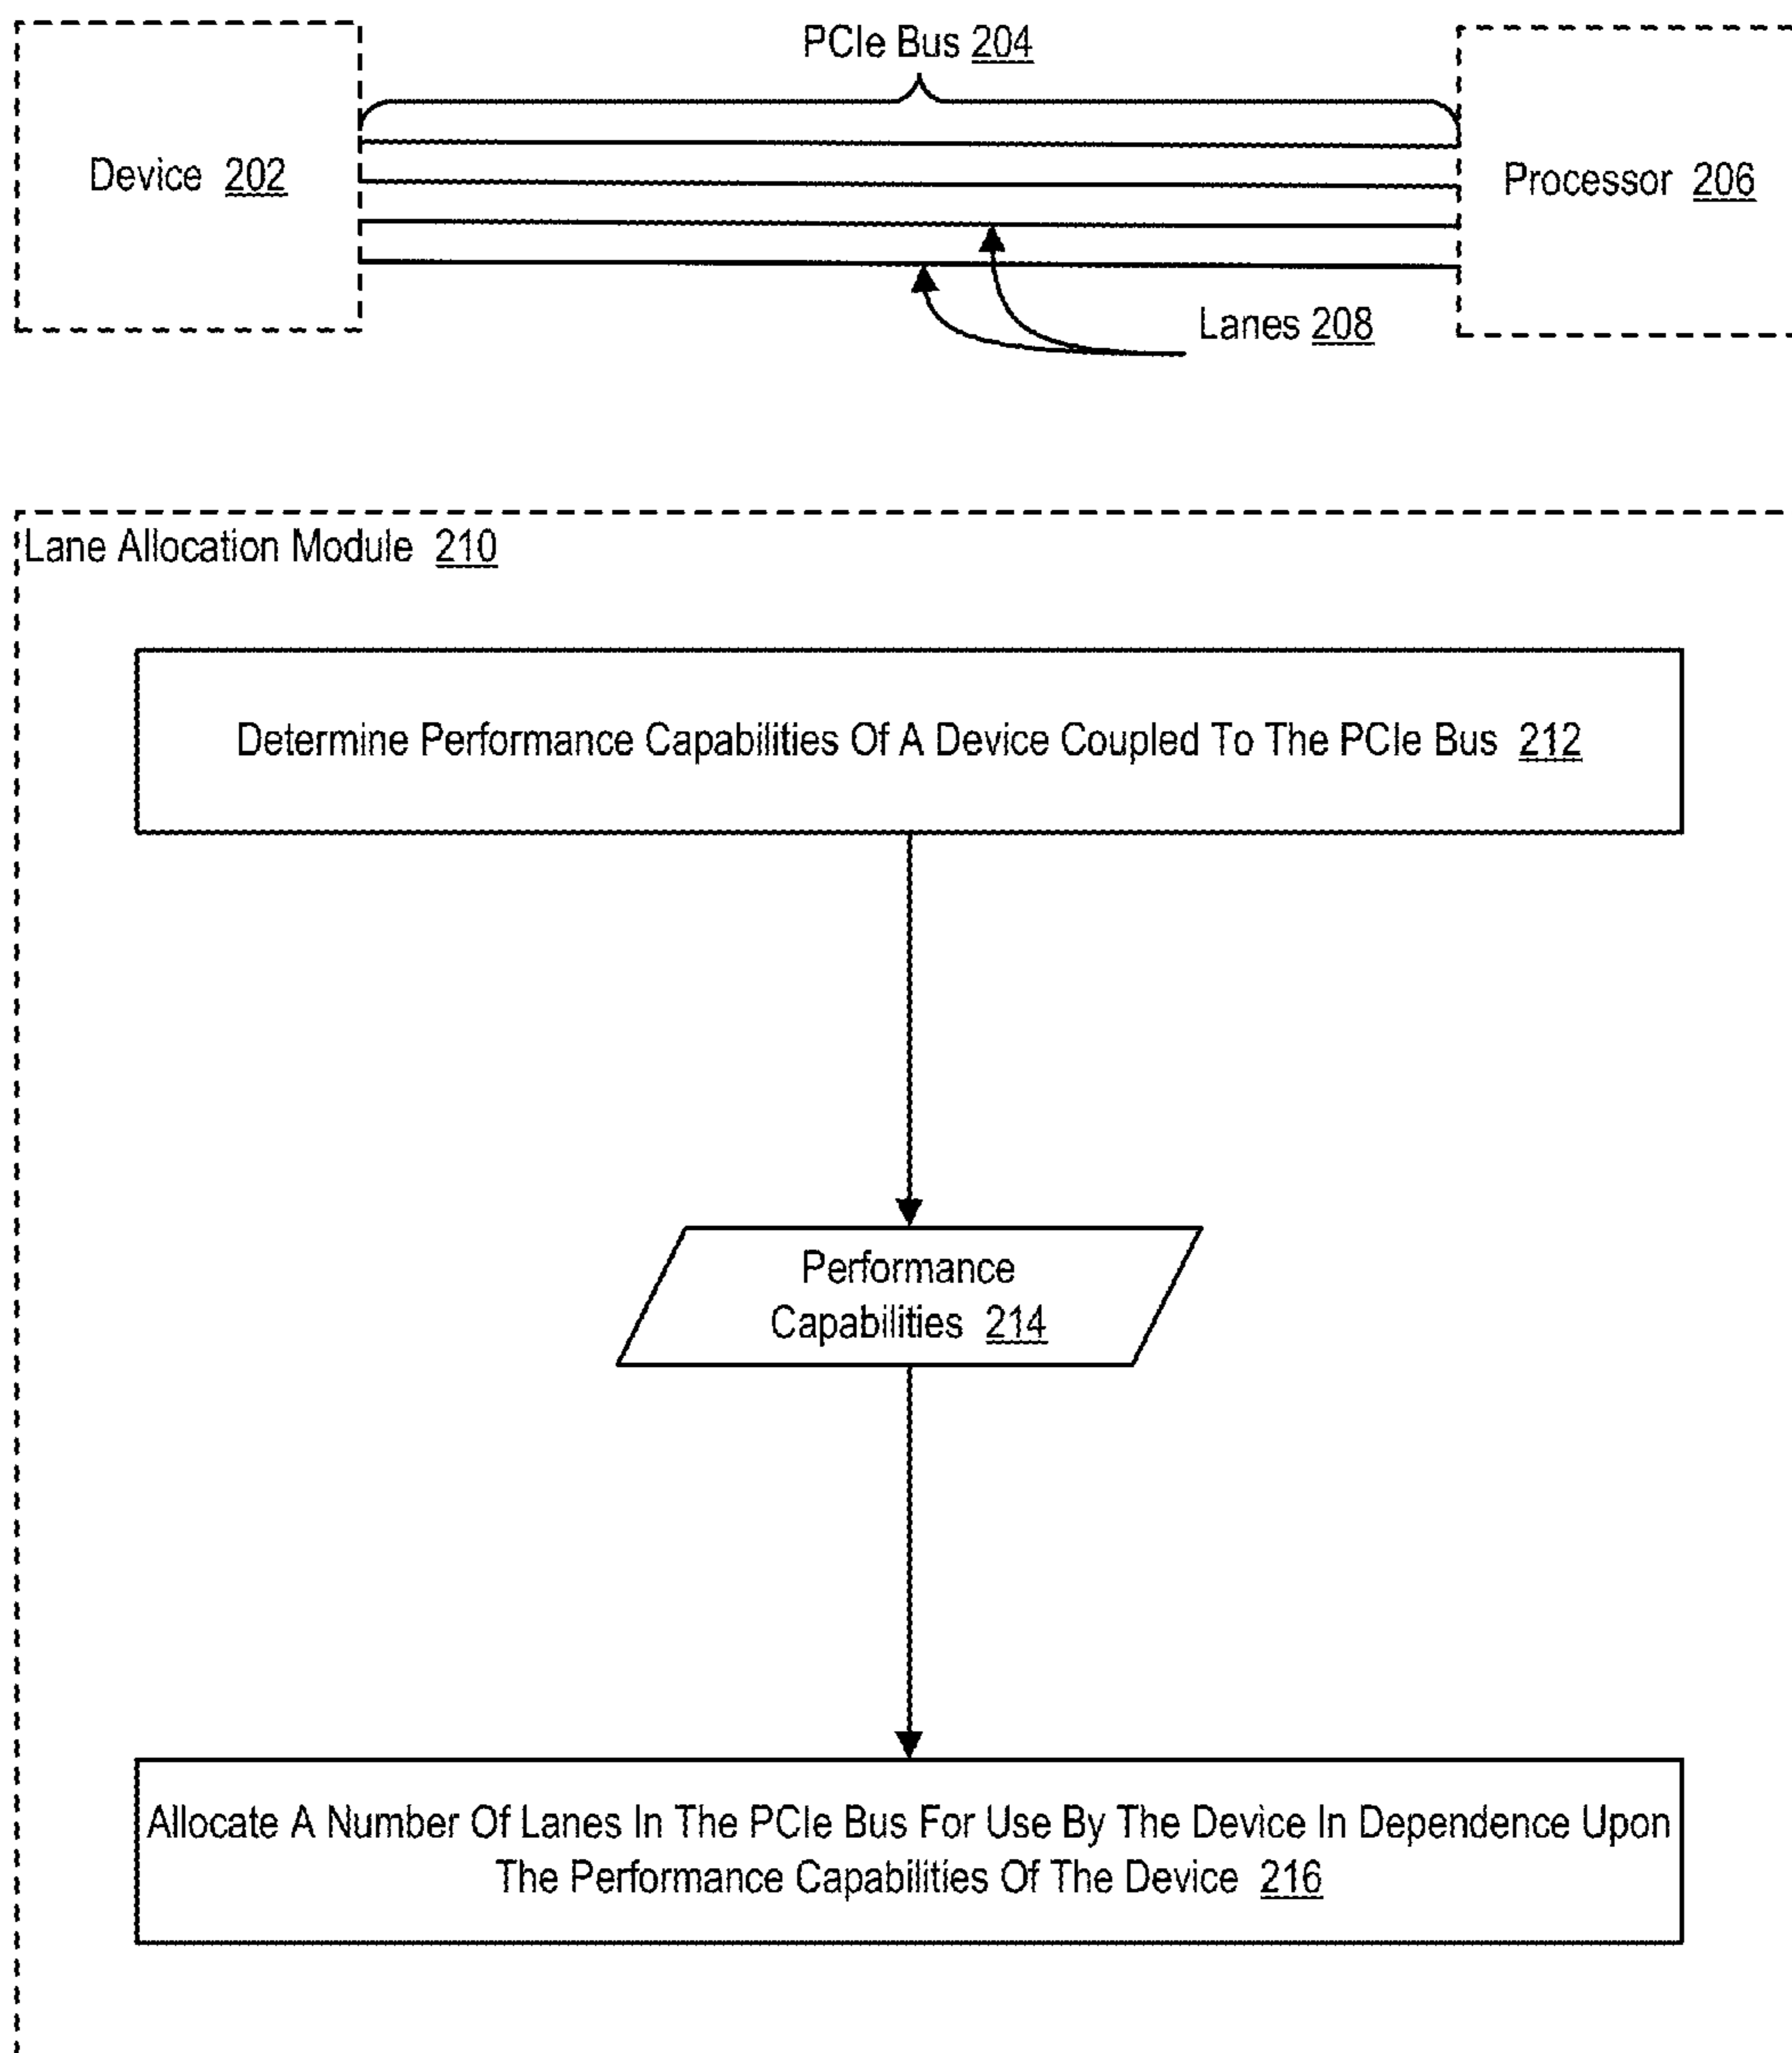 PCIe Bus 204
Device 202
Processor 206
Lanes 208
Lane Allocation Module 210
Determine Performance Capabilities Of A Device Coupled To The PCIe Bus 212
Performance
Capabilities 214
Allocate A Number Of Lanes In The PCIe Bus For Use By The Device In Dependence Upon
The Performance Capabilities Of The Device 216